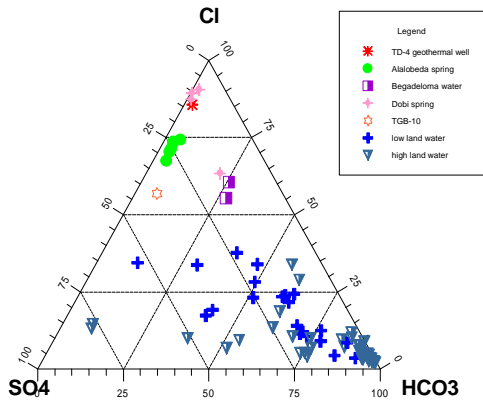 Cl
0
100
25
75
50
50
75
25
100
0
SO4
0
25
50
75
100
HCO3
Legend
TD-4 geothermal well
Alalobeda spring
Begadeloma water
Dobi spring
TGB-10
low land water
high land water